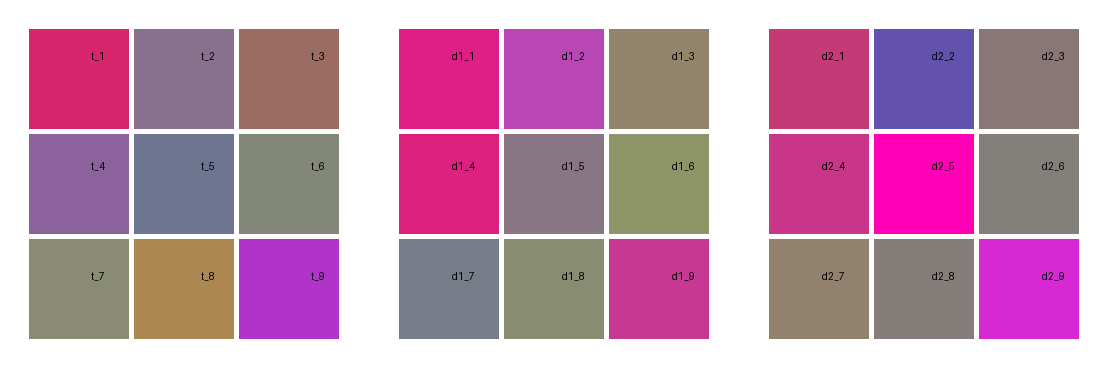 t_1 t_2 t_3 d1_1 d1_2 d1_3 d2_1 d2_2 d2_3
t_4 t_5 t_6 d1_4 d1_5 d1_6 d2_4 d2_5 d2_6
t_7 t_8 t_9 d1_7 d1_8 d1_9 d2_7 d2_8 d2_9